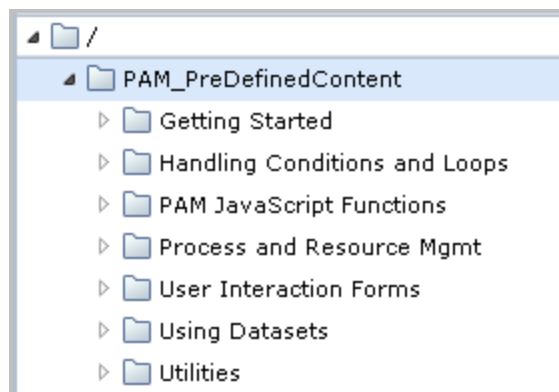 /
PAM_PreDefinedContent
Getting Started
Handling Conditions and Loops
PAM JavaScript Functions
Process and Resource Mgmt
User Interaction Forms
Using Datasets
Utilities